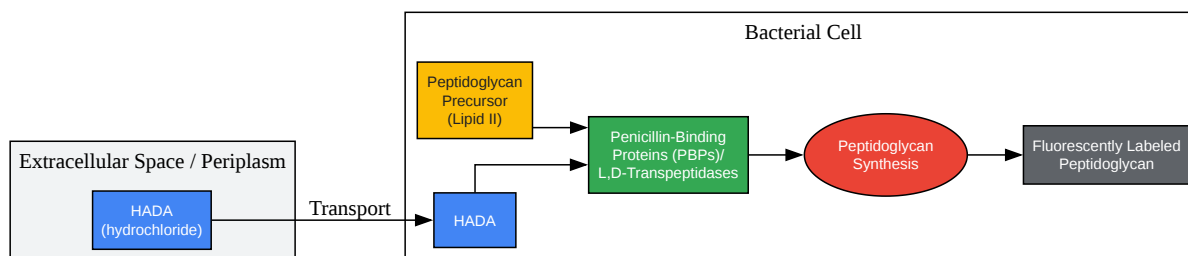 Bacterial Cell
Peptidoglycan
Precursor
(Lipid II)
Penicillin-Binding
Proteins (PBPs)/
L,D-Transpeptidases
Peptidoglycan
Synthesis
Fluorescently Labeled
Peptidoglycan
Extracellular Space / Periplasm
HADA
(hydrochloride)
Transport
HADA